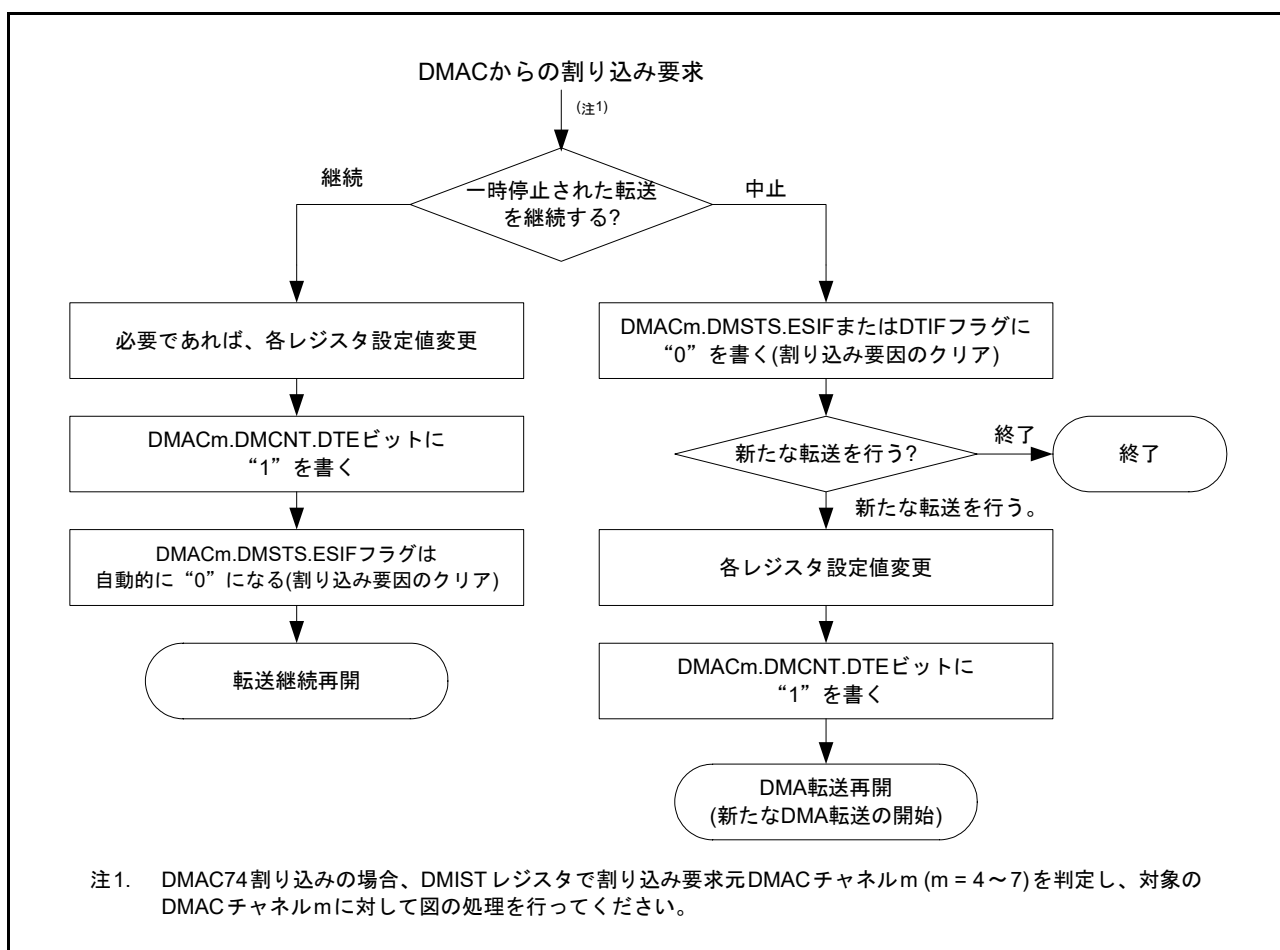 DMACからの割り込み要求
(注1)
一時停止された転送
を継続する?
継続
中止
必要であれば、各レジスタ設定値変更
DMACm.DMCNT.DTEビットに
“1”を書く
DMACm.DMSTS.ESIFフラグは
自動的に“0”になる(割り込み要因のクリア)
転送継続再開
DMACm.DMSTS.ESIFまたはDTIFフラグに
“0”を書く(割り込み要因のクリア)
新たな転送を行う?
終了
終了
新たな転送を行う。
各レジスタ設定値変更
DMACm.DMCNT.DTEビットに
“1”を書く
DMA転送再開
(新たなDMA転送の開始)
注1. DMAC74割り込みの場合、DMISTレジスタで割り込み要求元DMACチャネルm (m = 4～7)を判定し、対象の
DMACチャネルmに対して図の処理を行ってください。